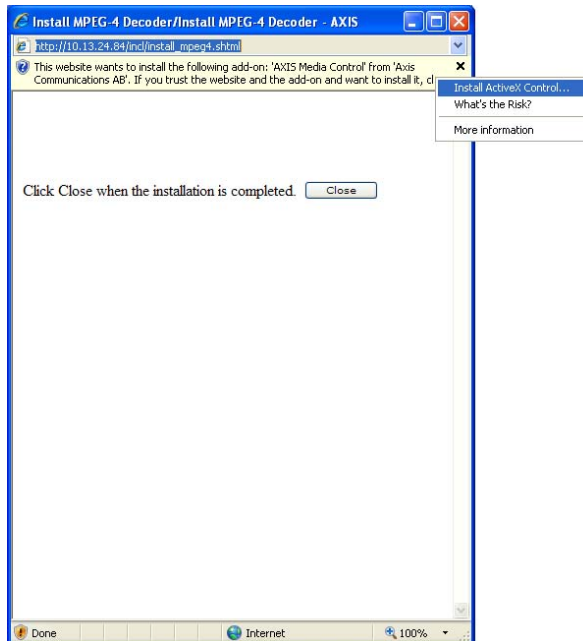 Install MPEG-4 Decoder/Install MPEG-4 Decoder - AXIS
http://10.13.24.84/incl/install_mpeg4.shtml
This website wants to install the following add-on: 'AXIS Media Control' from 'Axis
Communications AB'. If you trust the website and the add-on and want to install it, cl
Install ActiveX Control...
What's the Risk?
More information
Click Close when the installation is completed. Close
Done Internet 100%